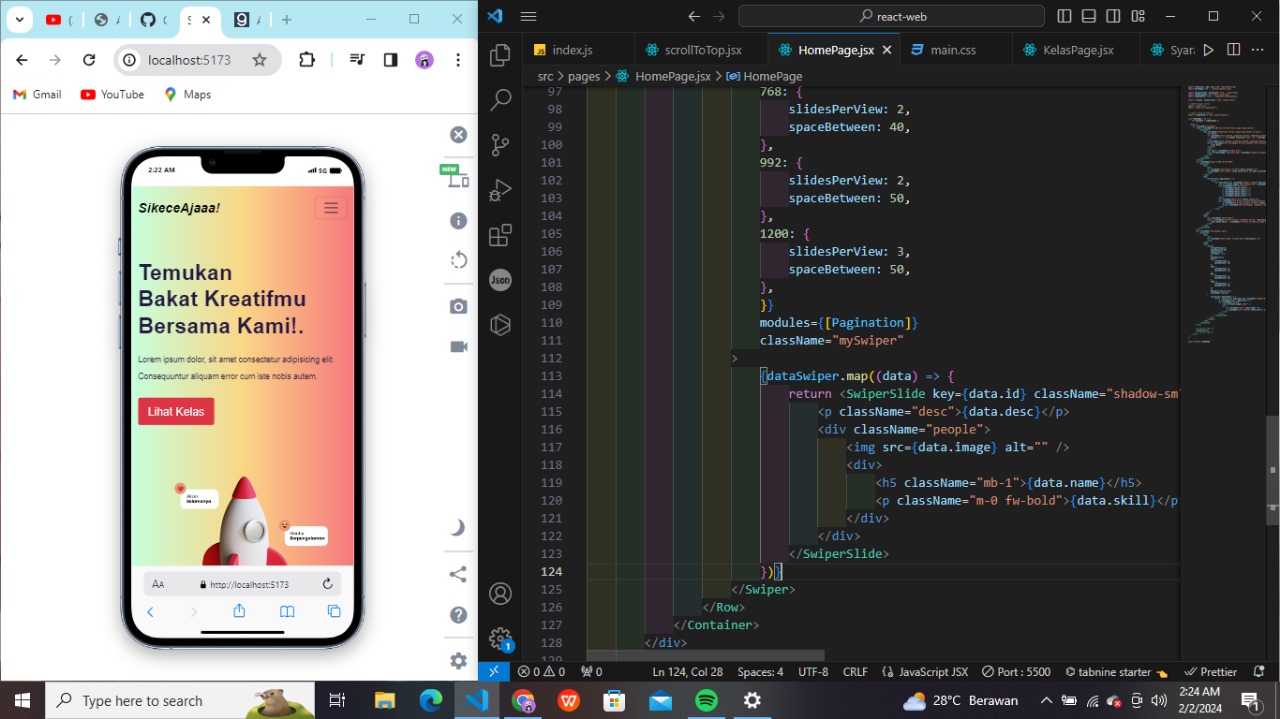 localhost:5173
Gmail
YouTube
Maps
2:22 AM
5G
SikeceAjaaa!
Temukan
Bakat Kreatifmu
Bersama Kami!.
Lorem ipsum dolor, sit amet consectetur adipisicing elit.
Consequuntur aliquam error cum iste nobis autem.
Lihat Kelas
Selamanya
Berpengalaman
AA
http://localhost:5173
NEW
Json
react-web
index.js
scrollToTop.jsx
HomePage.jsx
main.css
KelasPage.jsx
Syar
src > pages > HomePage.jsx > HomePage
97 768: {
98 slidesPerView: 2,
99 spaceBetween: 40,
100 },
101 992: {
102 slidesPerView: 2,
103 spaceBetween: 50,
104 },
105 1200: {
106 slidesPerView: 3,
107 spaceBetween: 50,
108 },
109 }}
110 modules={[Pagination]}
111 className="mySwiper"
112 >
113 {dataSwiper.map((data) => {
114 return <SwiperSlide key={data.id} className="shadow-sm
115 <p className="desc">{data.desc}</p>
116 <div className="people">
117 <img src={data.image} alt="" />
118 <div>
119 <h5 className="mb-1">{data.name}</h5>
120 <p className="m-0 fw-bold">{data.skill}</p
121 </div>
122 </div>
123 </SwiperSlide>
124 })}
125 </Swiper>
126 </Row>
127 </Container>
128 </div>
129
1
0 0 0
Ln 124, Col 28
Spaces: 4
UTF-8
CRLF
JavaScript JSX
Port : 5500
tabnine starter
Prettier
Type here to search
28°C Berawan
2:24 AM
2/2/2024
1